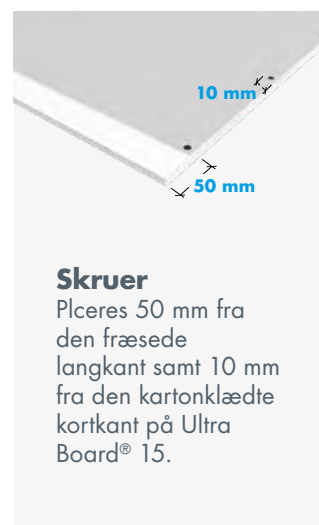 10 mm
50 mm
Skruer
Plceres 50 mm fra
den fræsede
langkant samt 10 mm
fra den kartonklædte
kortkant på Ultra
Board® 15.